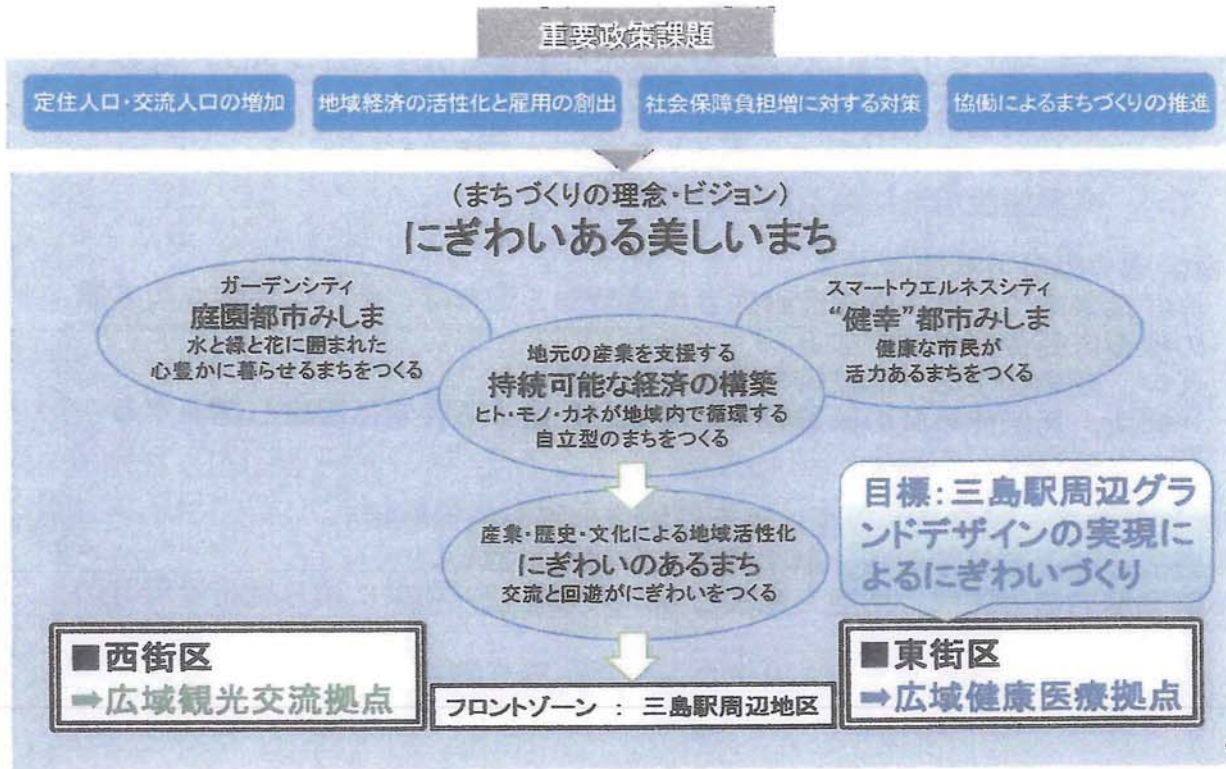 重要政策課題
定住人口・交流人口の増加
地域経済の活性化と雇用の創出
社会保障負担増に対する対策
協働によるまちづくりの推進
(まちづくりの理念・ビジョン)
にぎわいある美しいまち
ガーデンシティ
庭園都市みしま
水と緑と花に囲まれた
心豊かに暮らせるまちをつくる
スマートウエルネスシティ
“健幸”都市みしま
健康な市民が
活力あるまちをつくる
地元の産業を支援する
持続可能な経済の構築
ヒト・モノ・カネが地域内で循環する
自立型のまちをつくる
産業・歴史・文化による地域活性化
にぎわいのあるまち
交流と回遊がにぎわいをつくる
目標：三島駅周辺グラ
ンドデザインの実現に
よるにぎわいづくり
■西街区
➡広域観光交流拠点
フロントゾーン ： 三島駅周辺地区
■東街区
➡広域健康医療拠点